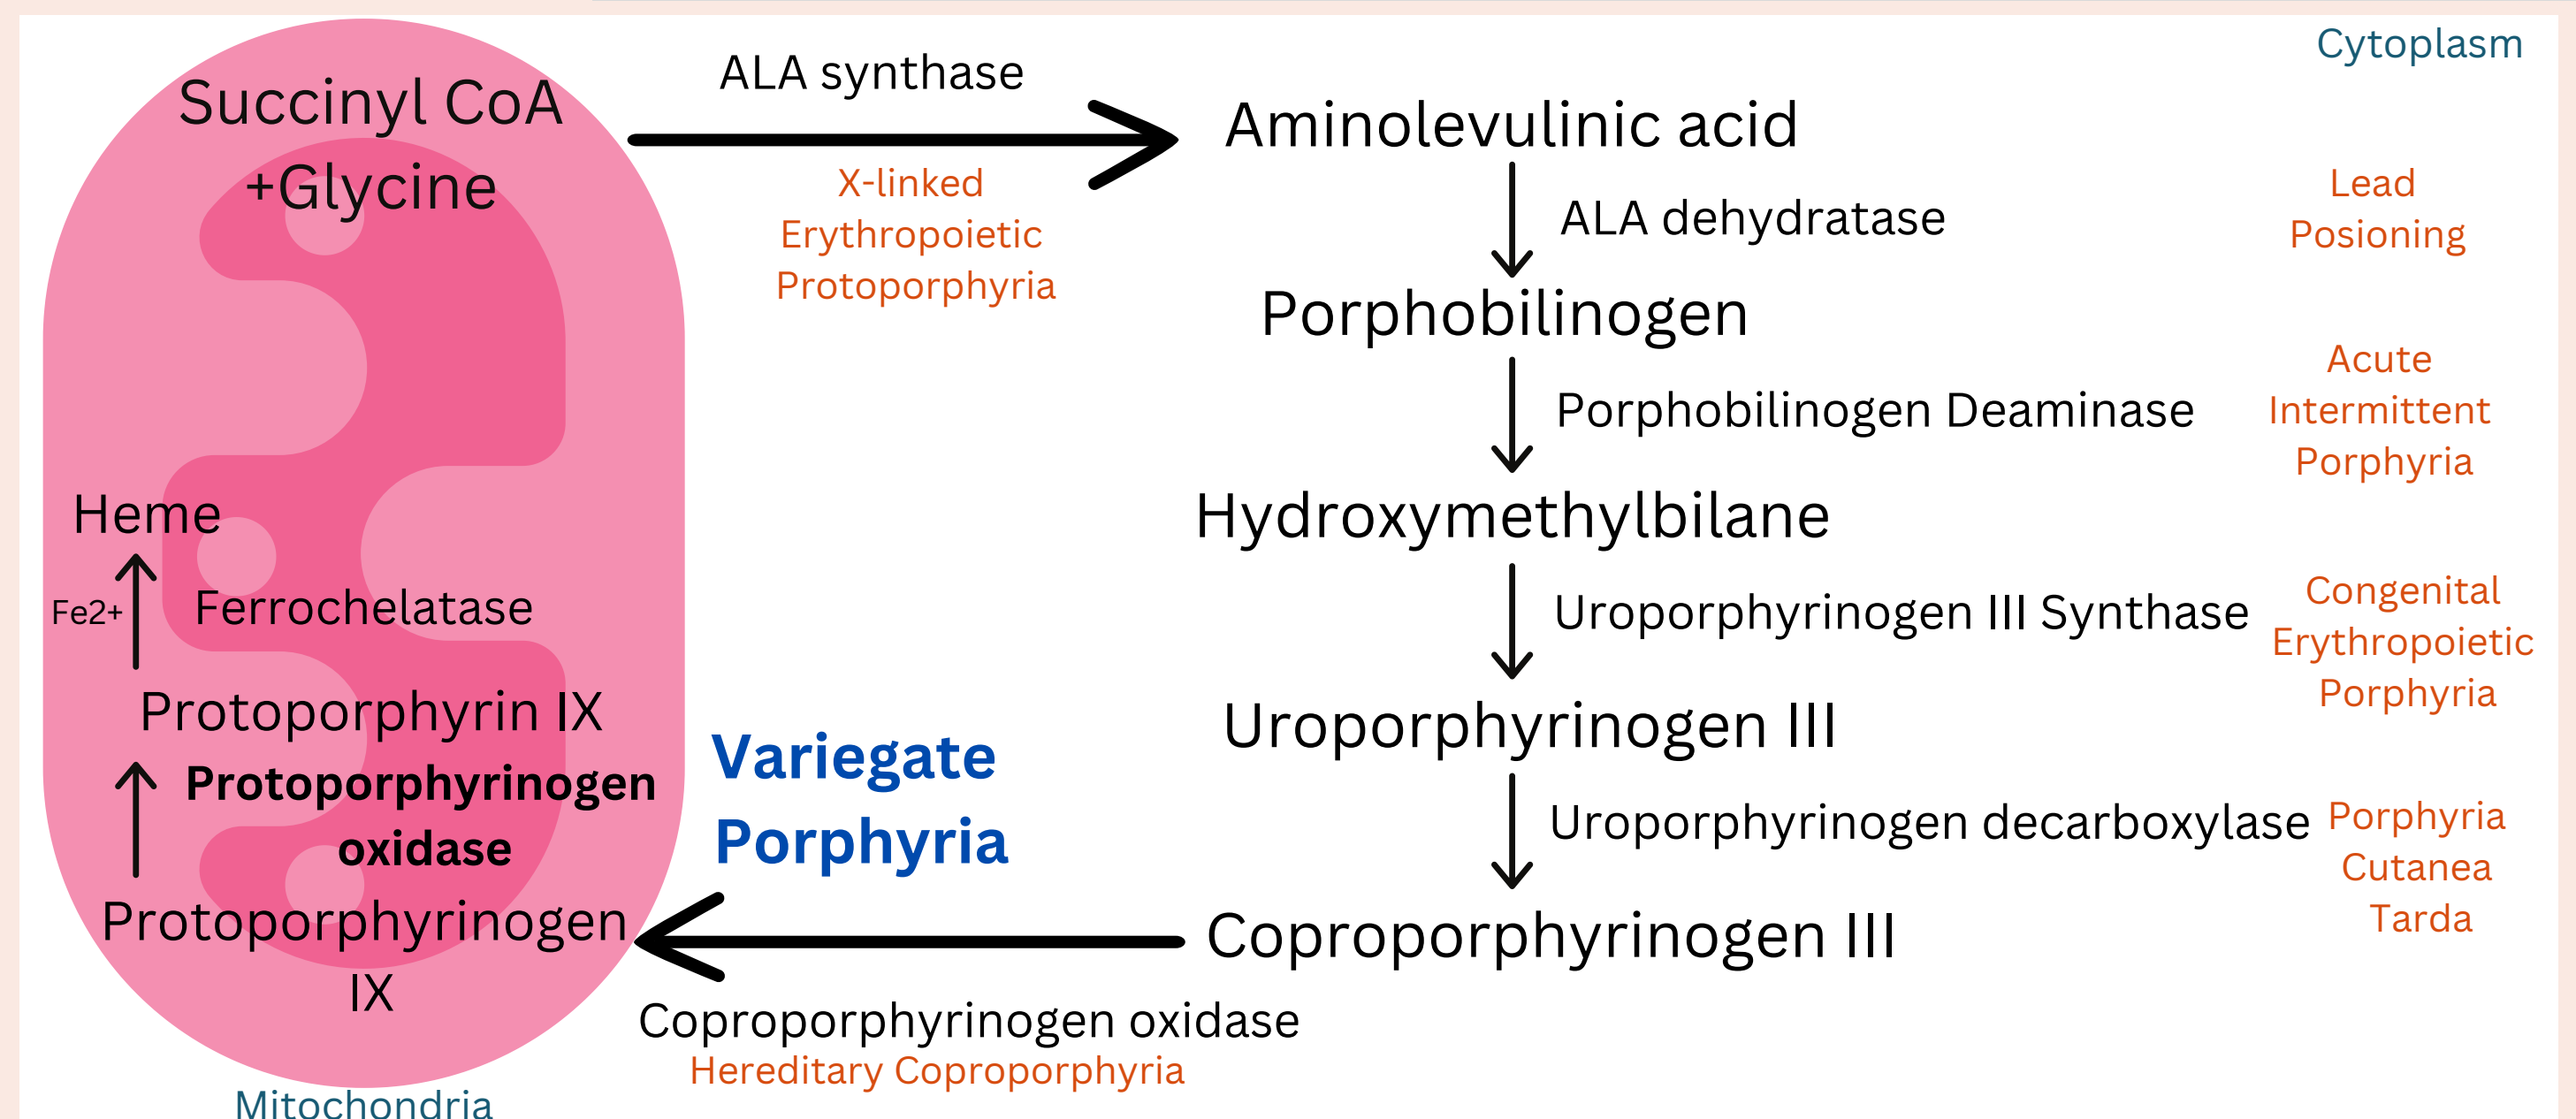 Cytoplasm
Succinyl CoA
+Glycine
ALA synthase
X-linked
Erythropoietic
Protoporphyria
Aminolevulinic acid
ALA dehydratase
Lead
Posioning
Porphobilinogen
Porphobilinogen Deaminase
Acute
Intermittent
Porphyria
Hydroxymethylbilane
Uroporphyrinogen III Synthase
Congenital
Erythropoietic
Porphyria
Uroporphyrinogen III
Uroporphyrinogen decarboxylase
Porphyria
Cutanea
Tarda
Coproporphyrinogen III
Coproporphyrinogen oxidase
Hereditary Coproporphyria
Variegate
Porphyria
Heme
Fe2+
Ferrochelatase
Protoporphyrin IX
Protoporphyrinogen
oxidase
Protoporphyrinogen
IX
Mitochondria